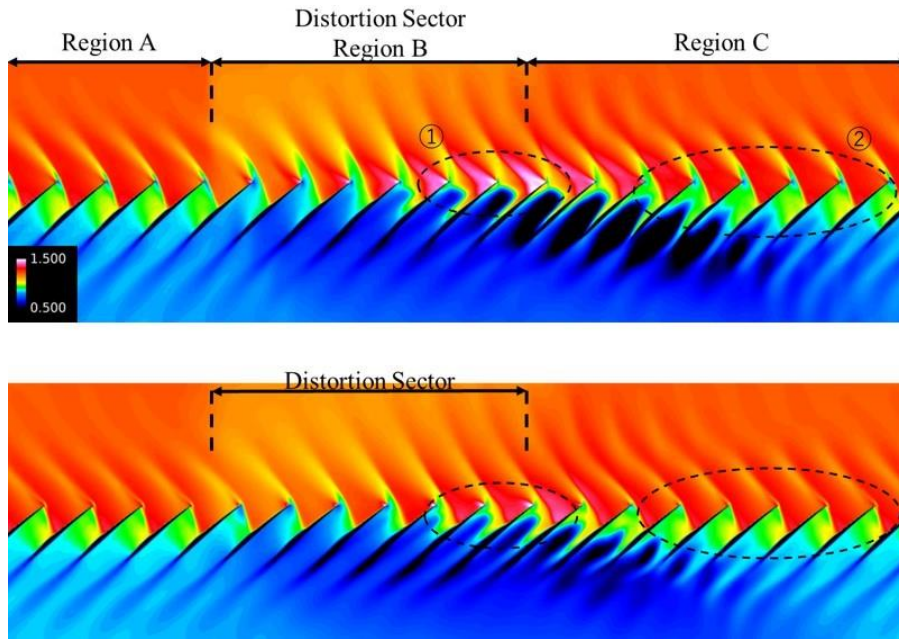 Distortion Sector
Region A
Region B
Region C
①
②
1.500
0.500
Distortion Sector